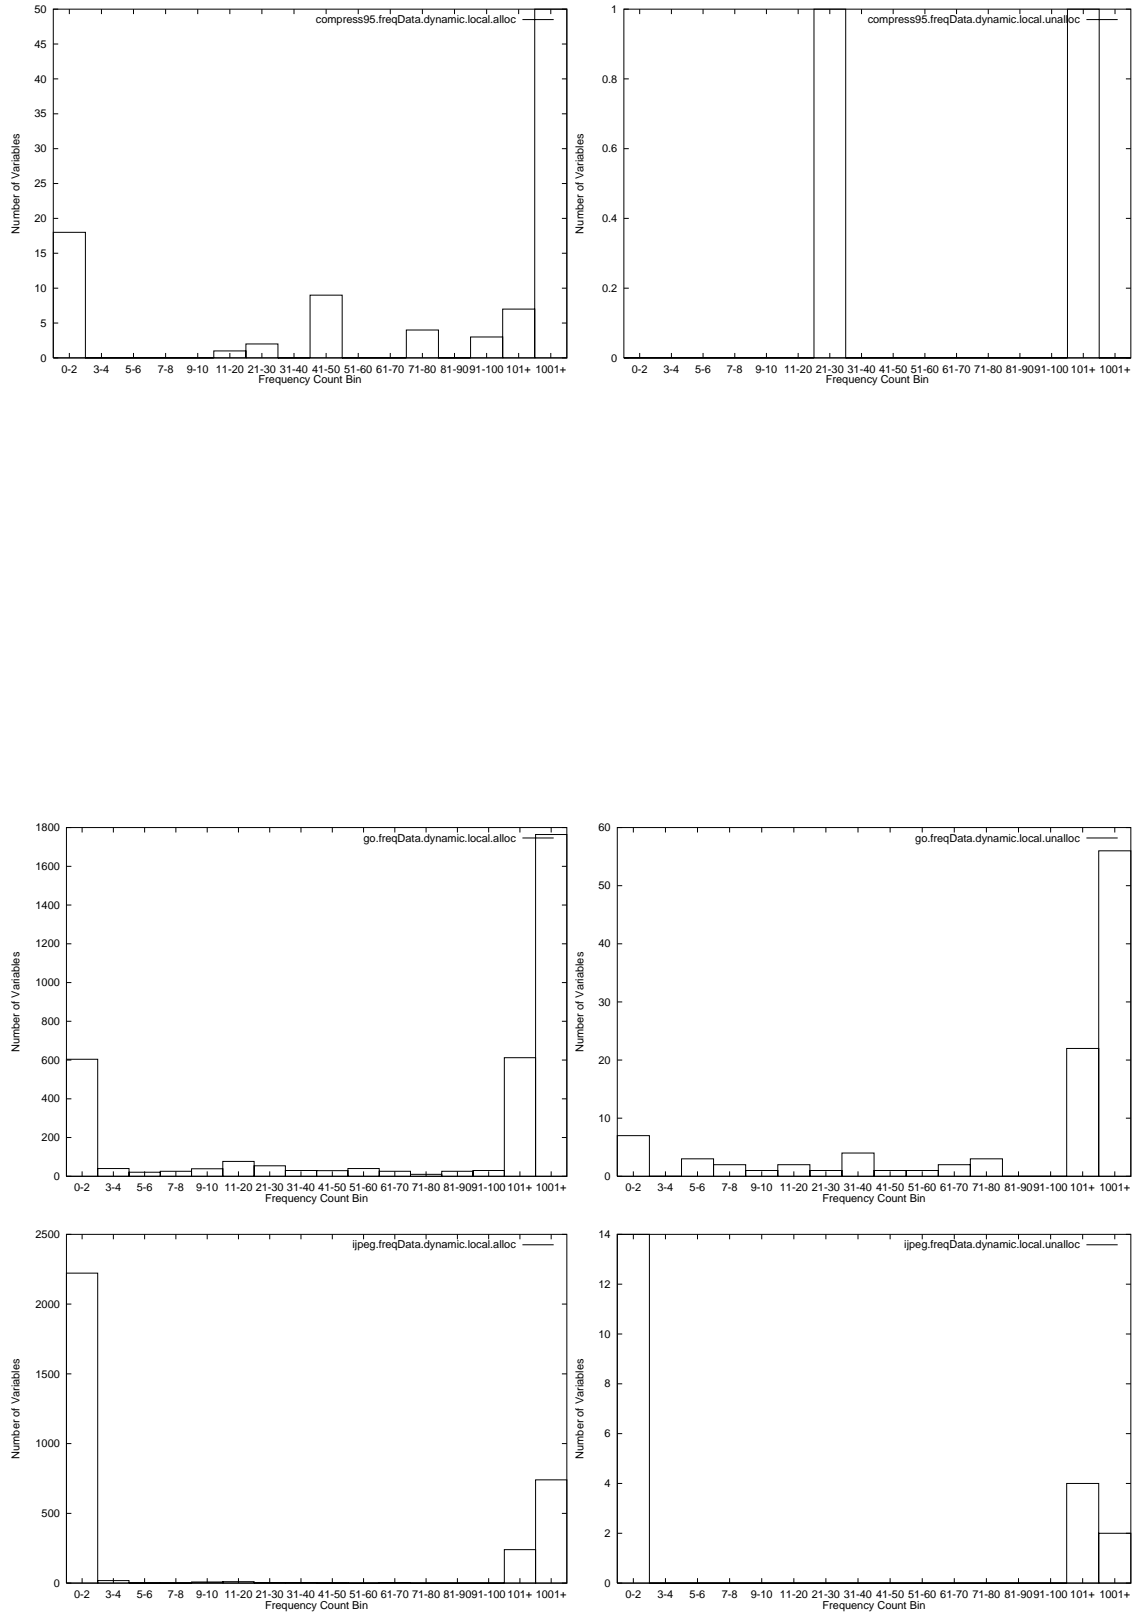 compress95.freqData.dynamic.local.alloc
50
45
40
35
30
25
20
15
10
5
0
Number of Variables
0-2 3-4 5-6 7-8 9-10 11-20 21-30 31-40 41-50 51-60 61-70 71-80 81-90 91-100 101+ 1001+
Frequency Count Bin
compress95.freqData.dynamic.local.unalloc
1
0.8
0.6
0.4
0.2
0
Number of Variables
0-2 3-4 5-6 7-8 9-10 11-20 21-30 31-40 41-50 51-60 61-70 71-80 81-90 91-100 101+ 1001+
Frequency Count Bin
go.freqData.dynamic.local.alloc
1800
1600
1400
1200
1000
800
600
400
200
0
Number of Variables
0-2 3-4 5-6 7-8 9-10 11-20 21-30 31-40 41-50 51-60 61-70 71-80 81-90 91-100 101+ 1001+
Frequency Count Bin
go.freqData.dynamic.local.unalloc
60
50
40
30
20
10
0
Number of Variables
0-2 3-4 5-6 7-8 9-10 11-20 21-30 31-40 41-50 51-60 61-70 71-80 81-90 91-100 101+ 1001+
Frequency Count Bin
ijpeg.freqData.dynamic.local.alloc
2500
2000
1500
1000
500
0
Number of Variables
0-2 3-4 5-6 7-8 9-10 11-20 21-30 31-40 41-50 51-60 61-70 71-80 81-90 91-100 101+ 1001+
Frequency Count Bin
ijpeg.freqData.dynamic.local.unalloc
14
12
10
8
6
4
2
0
Number of Variables
0-2 3-4 5-6 7-8 9-10 11-20 21-30 31-40 41-50 51-60 61-70 71-80 81-90 91-100 101+ 1001+
Frequency Count Bin